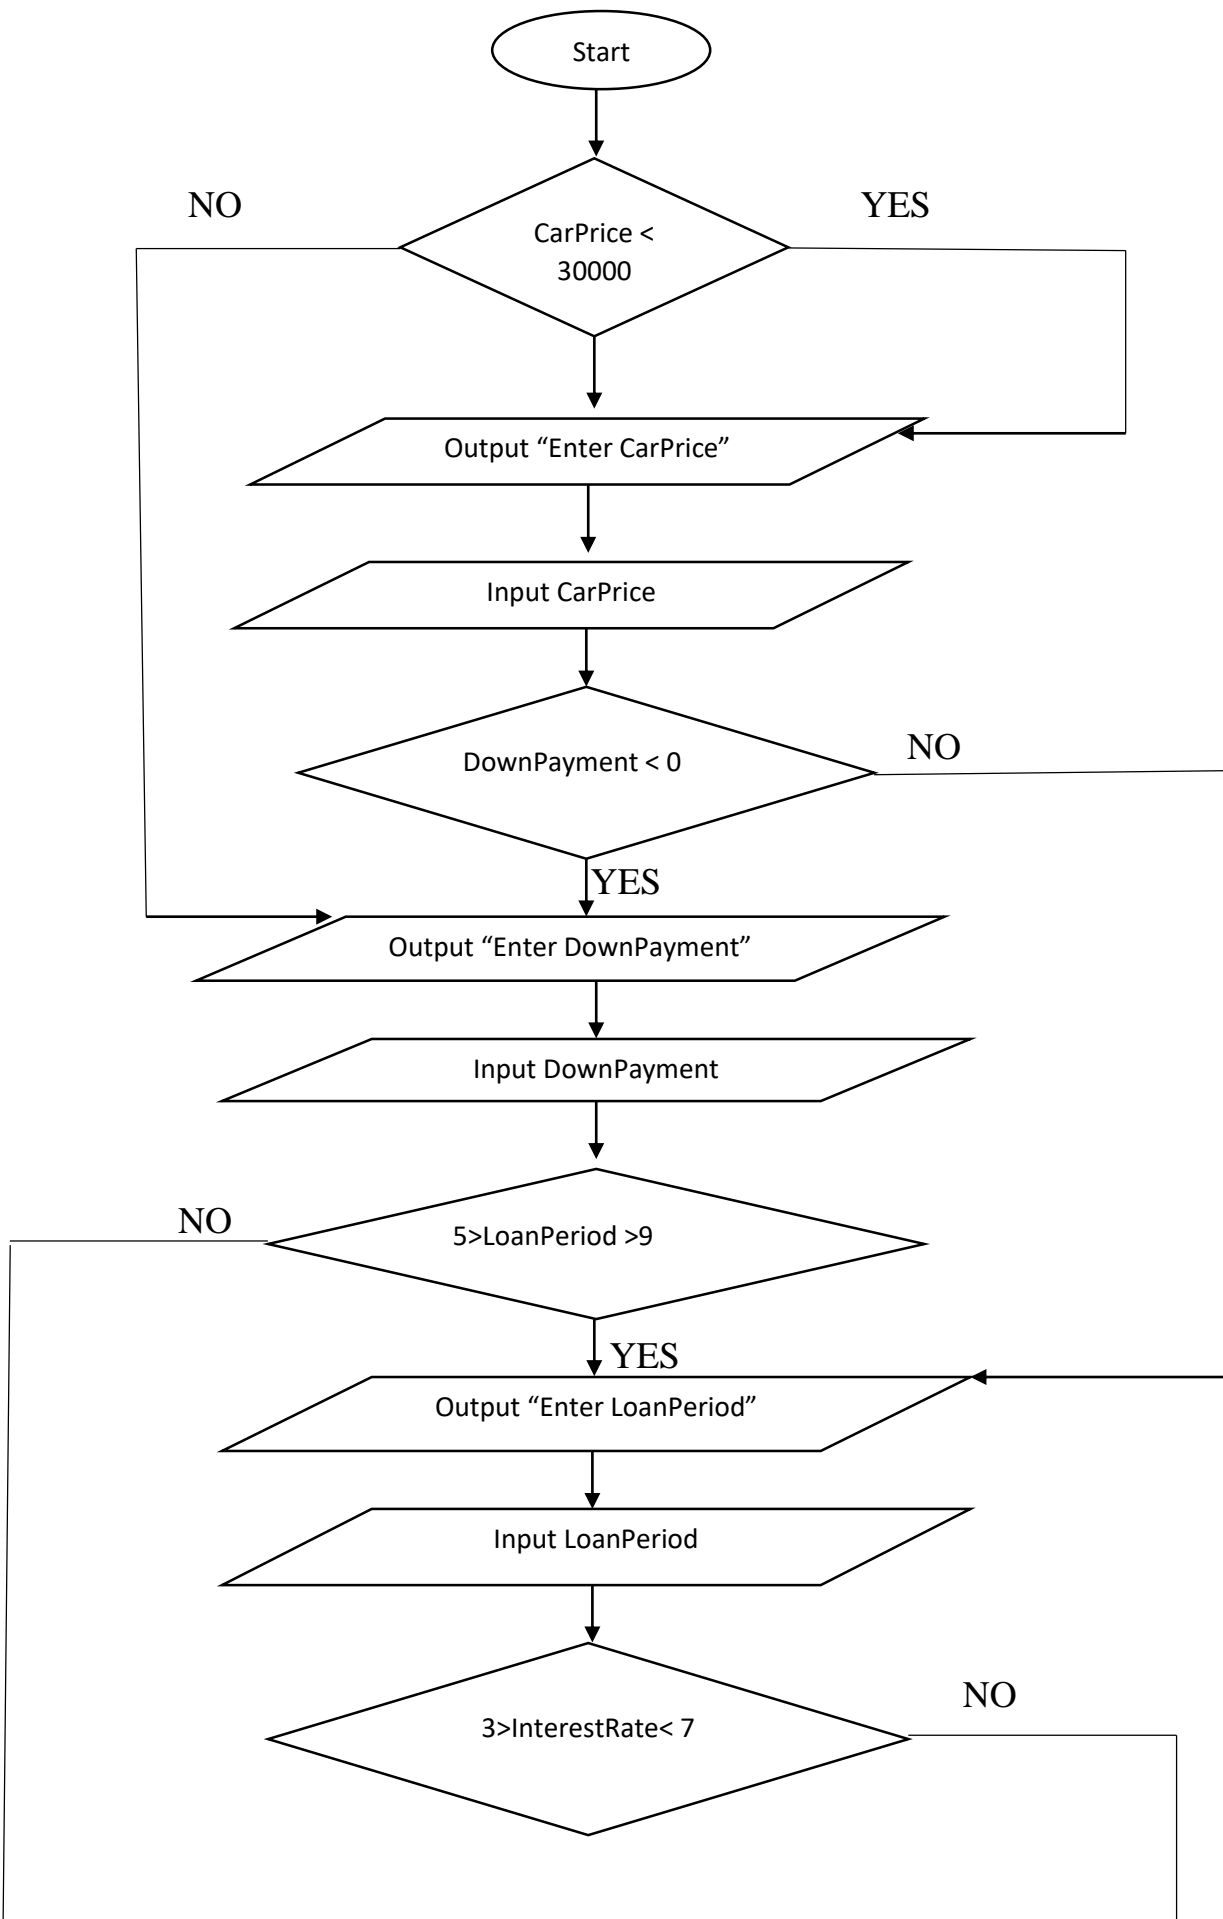 Start
NO
YES
CarPrice <
30000
Output “Enter CarPrice”
Input CarPrice
DownPayment < 0
NO
YES
Output “Enter DownPayment”
Input DownPayment
NO
5>LoanPeriod >9
YES
Output “Enter LoanPeriod”
Input LoanPeriod
NO
3>InterestRate< 7